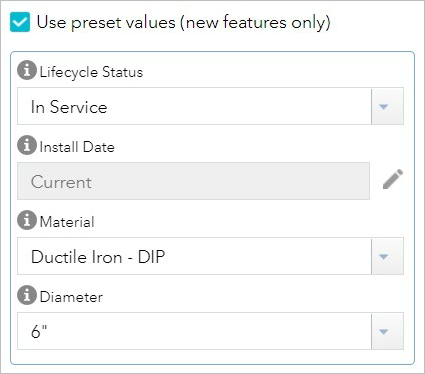 Use preset values (new features only)
Lifecycle Status
In Service
Install Date
Current
Material
Ductile Iron - DIP
Diameter
6"